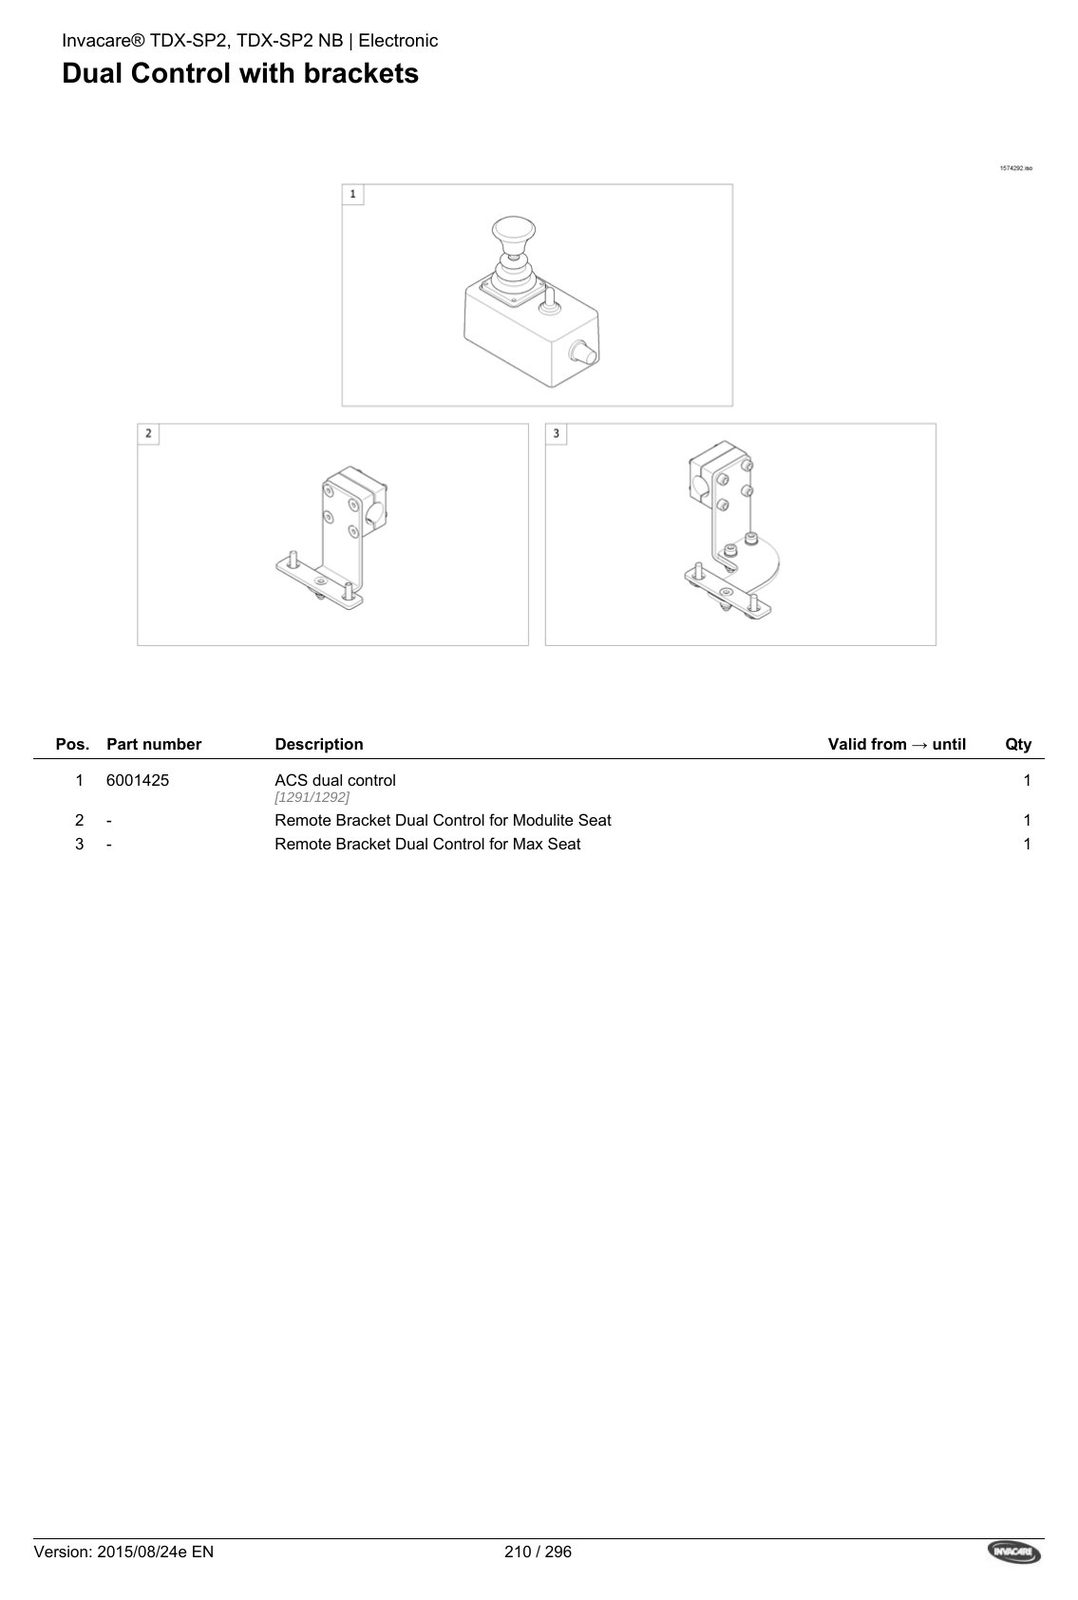 Invacare® TDX-SP2, TDX-SP2 NB | Electronic
Dual Control with brackets
1574292.iso
1
2
3
Pos. Part number Description Valid from → until Qty
1 6001425 ACS dual control 1
[1291/1292]
2 - Remote Bracket Dual Control for Modulite Seat 1
3 - Remote Bracket Dual Control for Max Seat 1
Version: 2015/08/24e EN 210 / 296 INVACARE